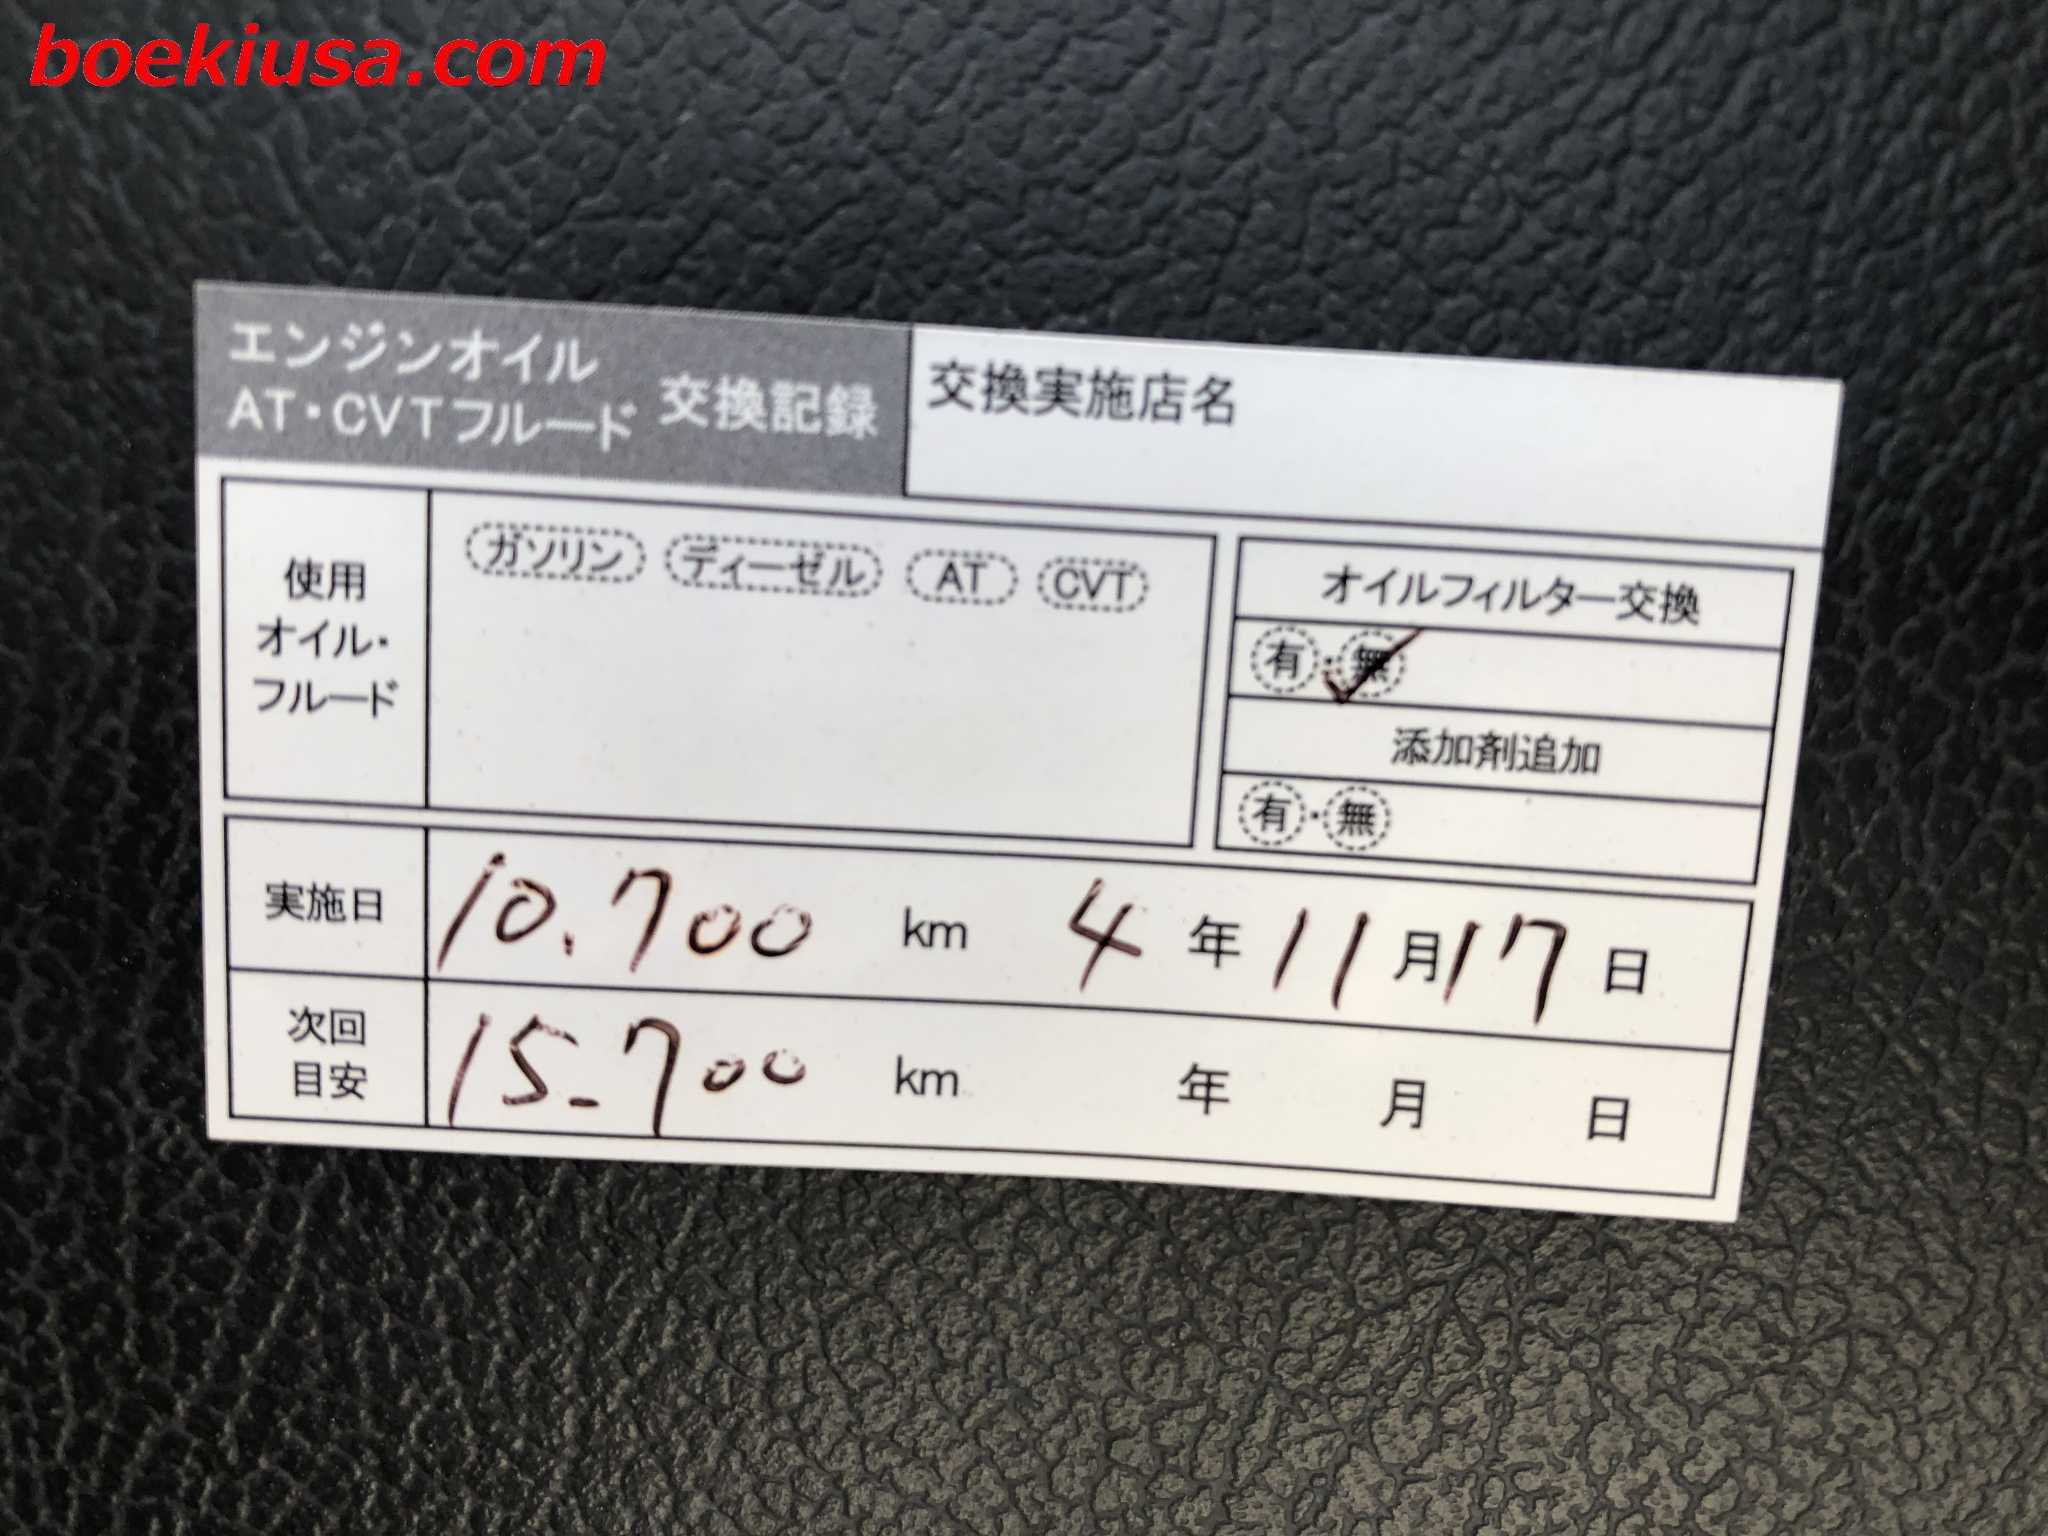 boekiusa.com
エンジンオイル
AT・CVTフルード 交換記録
交換実施店名
使用
オイル・
フルード
ガソリン ディーゼル AT CVT
オイルフィルター交換
有・無
添加剤追加
有・無
実施日 10.700 km 4年 11月17日
次回
目安
15-700 km 年 月 日